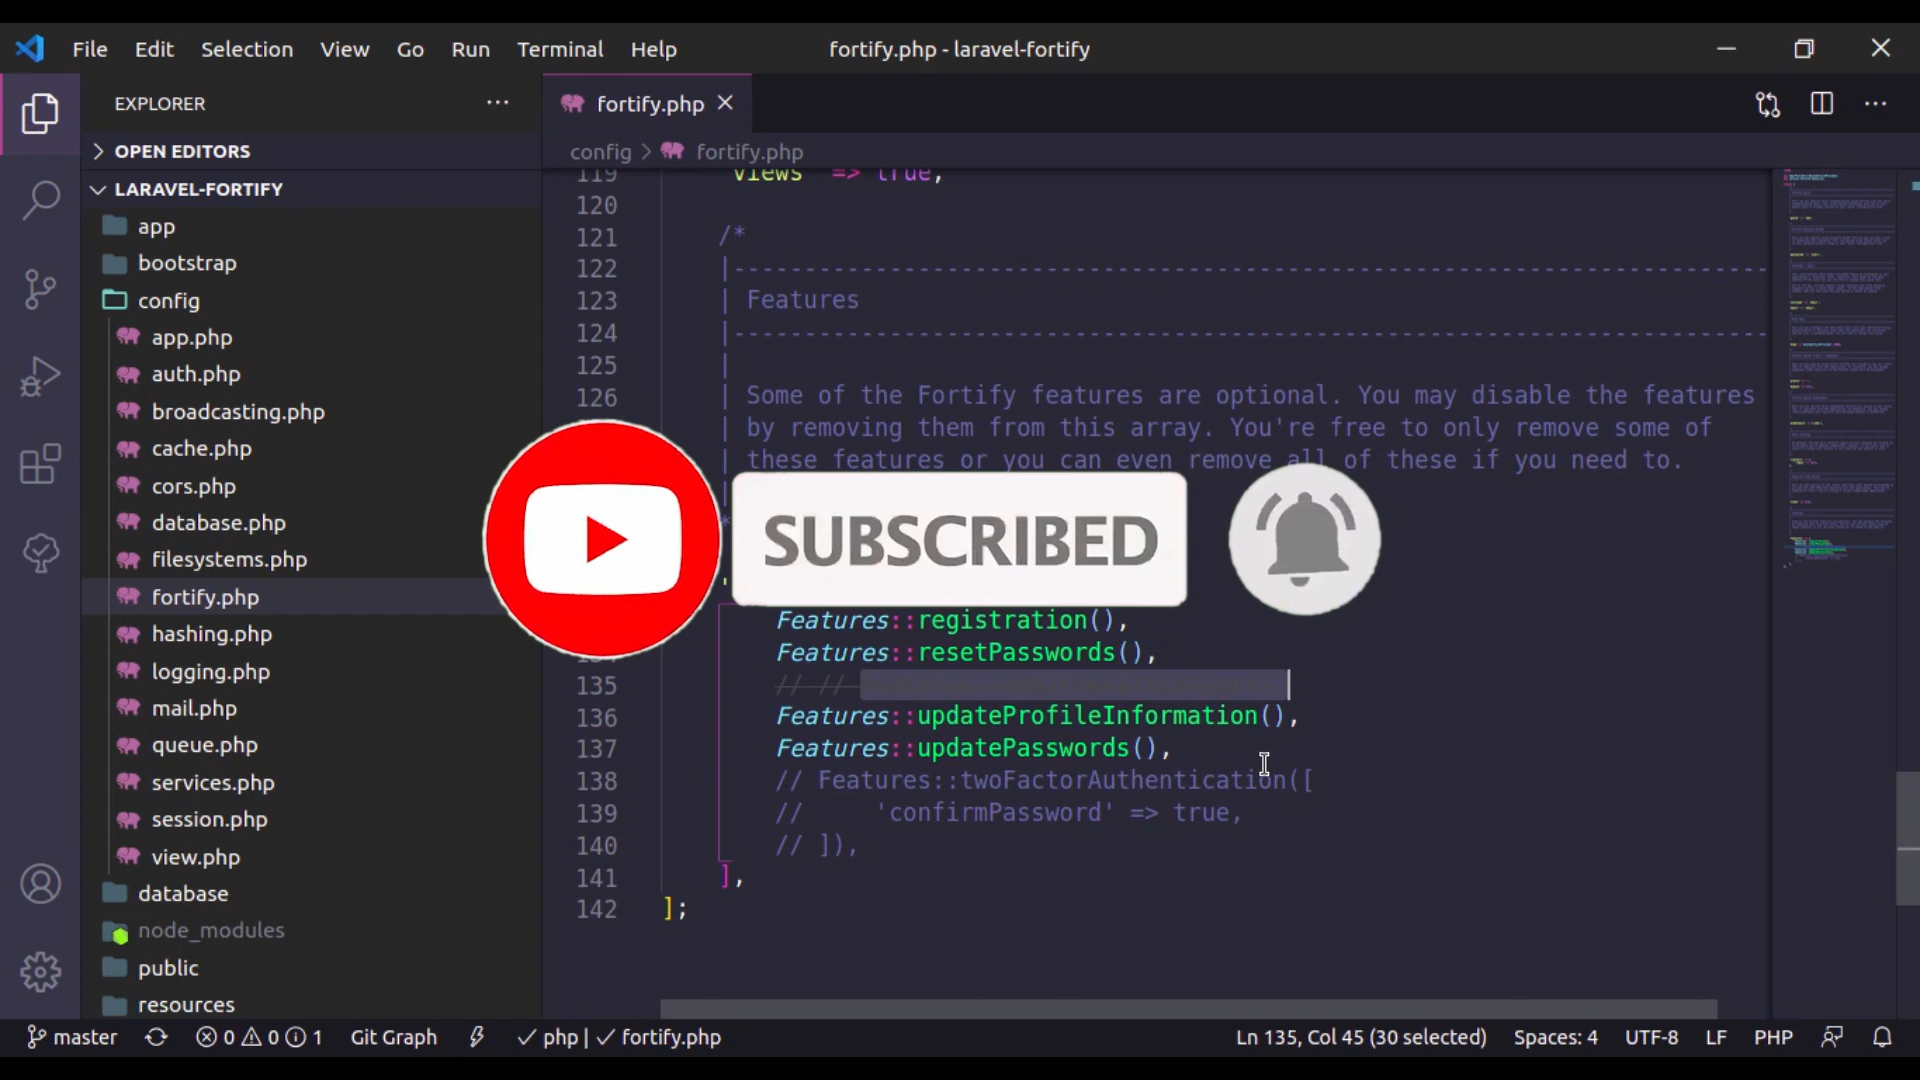 File Edit Selection View Go Run Terminal Help
fortify.php - laravel-fortify
EXPLORER
OPEN EDITORS
LARAVEL-FORTIFY
app
bootstrap
config
app.php
auth.php
broadcasting.php
cache.php
cors.php
database.php
filesystems.php
fortify.php
hashing.php
logging.php
mail.php
queue.php
services.php
session.php
view.php
database
node_modules
public
resources
fortify.php
config > fortify.php
119 views => true,
120
121 /*
122 |--------------------------------------------------------------------------
123 | Features
124 |--------------------------------------------------------------------------
125 |
126 | Some of the Fortify features are optional. You may disable the features
| by removing them from this array. You're free to only remove some of
| these features or you can even remove all of these if you need to.
SUBSCRIBED
Features::registration(),
Features::resetPasswords(),
135 // //
136 Features::updateProfileInformation(),
137 Features::updatePasswords(),
138 // Features::twoFactorAuthentication([
139 // 'confirmPassword' => true,
140 // ]),
141 ],
142 ];
master 0 0 1 Git Graph php | fortify.php Ln 135, Col 45 (30 selected) Spaces: 4 UTF-8 LF PHP